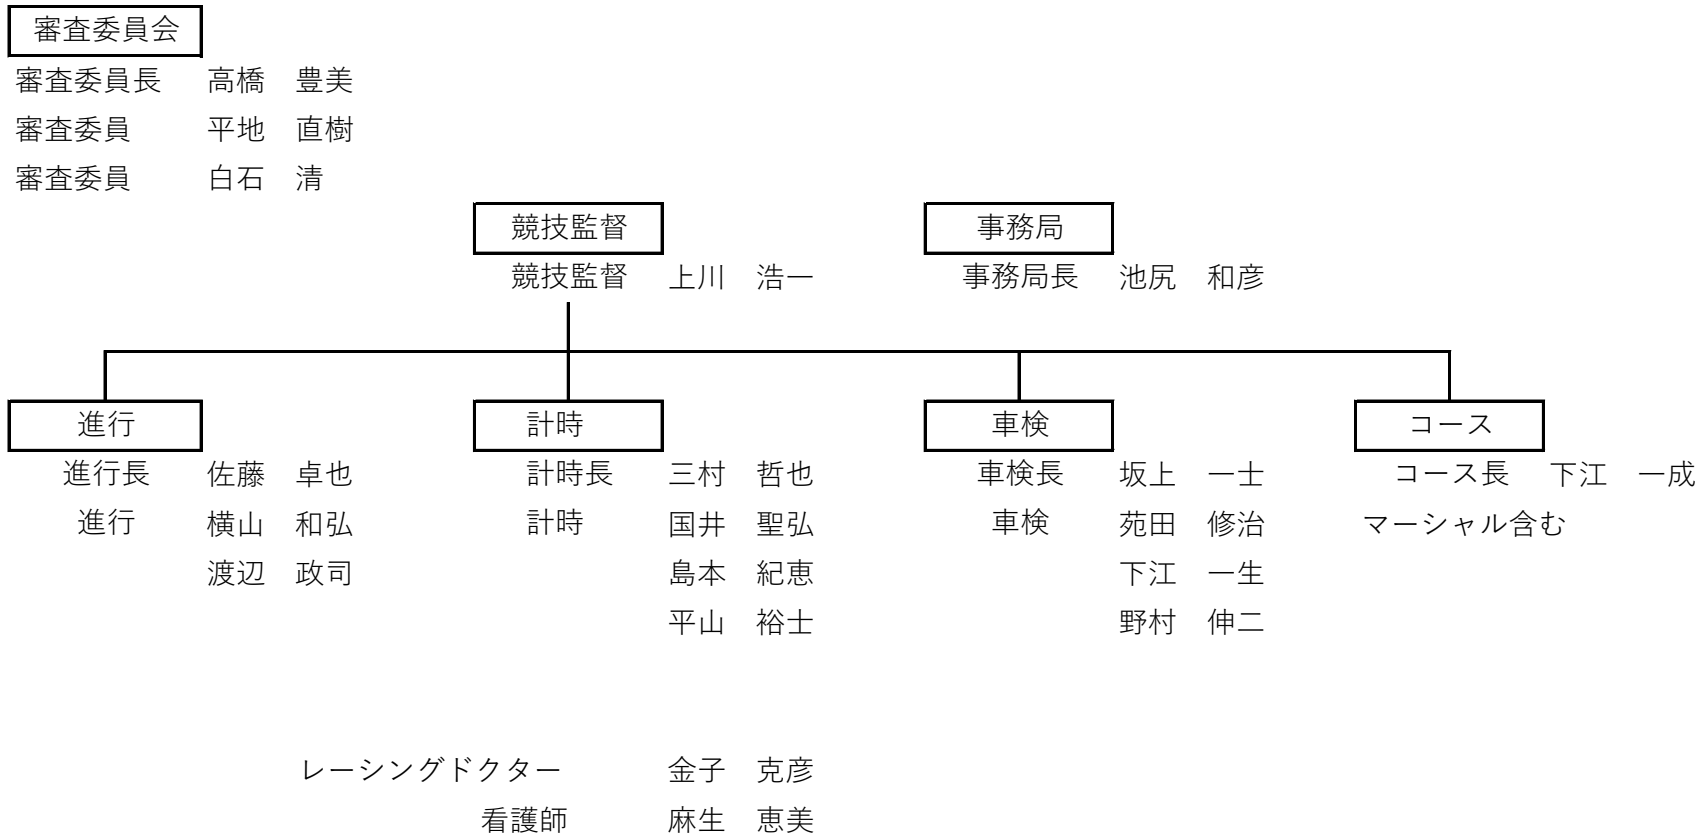 審査委員会
審査委員長　高橋　豊美
審査委員　平地　直樹
審査委員　白石　清
競技監督　事務局
競技監督　上川　浩一　事務局長　池尻　和彦
進行　計時　車検　コース
進行長　佐藤　卓也　計時長　三村　哲也　車検長　坂上　一士　コース長　下江　一成
進行　横山　和弘　計時　国井　聖弘　車検　苑田　修治　マーシャル含む
渡辺　政司　島本　紀恵　下江　一生
平山　裕士　野村　伸二
レーシングドクター　金子　克彦
看護師　麻生　恵美